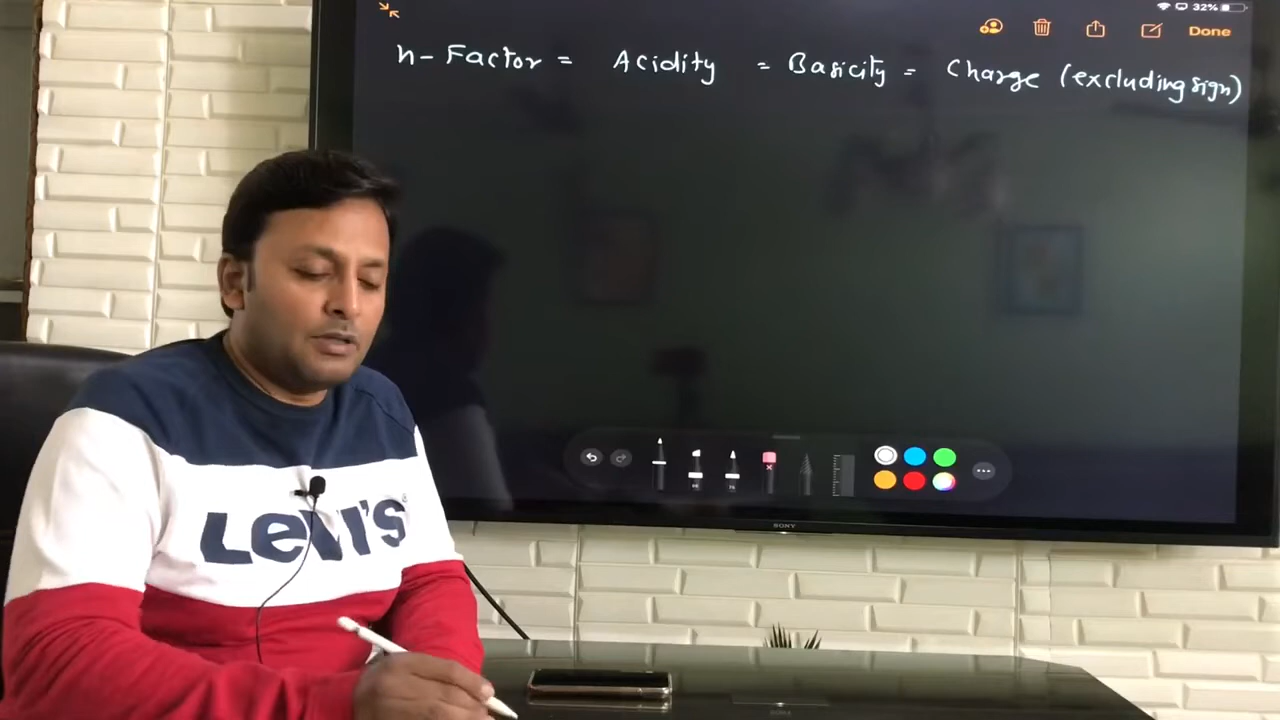 32%
Done
n-Factor = Acidity = Basicity = Charge (excluding sign)
Levi's
SONY